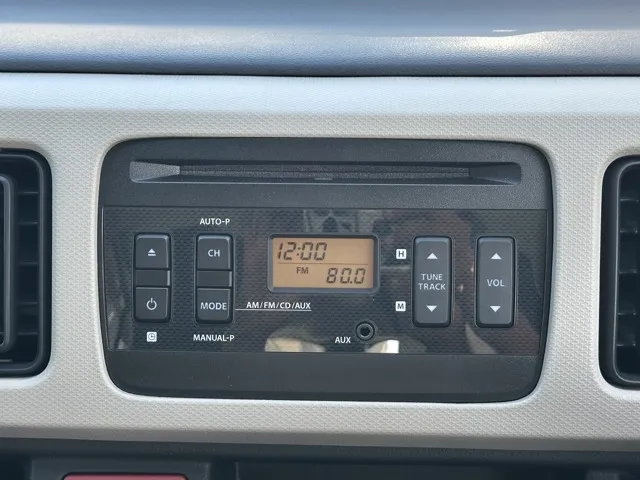 AUTO-P
CH
MODE
AM/FM/CD/AUX
MANUAL-P
12:00
FM
80.0
AUX
H
M
TUNE
TRACK
VOL